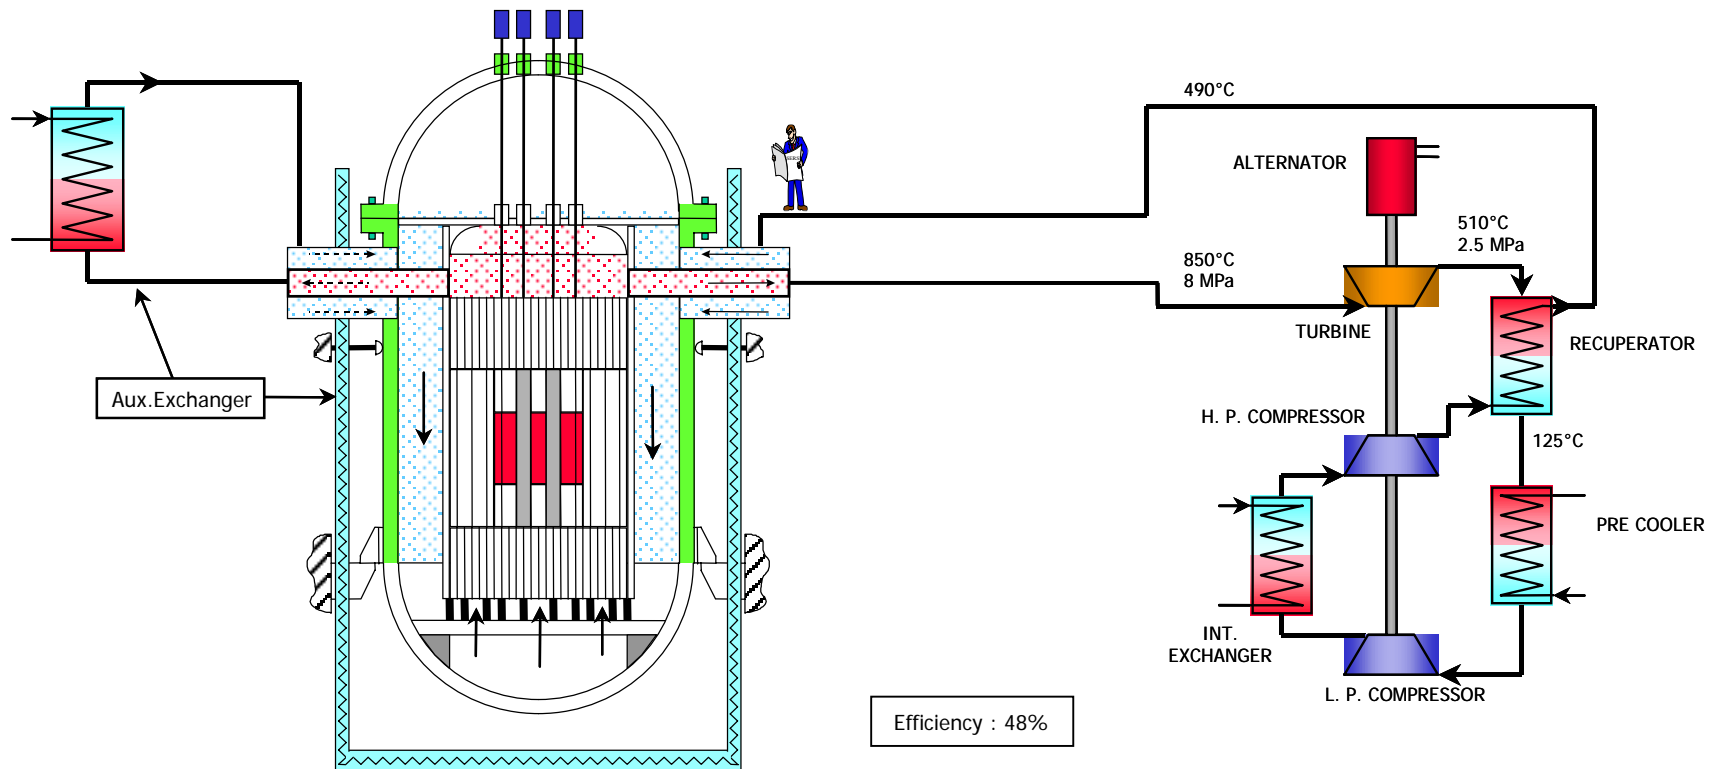 490°C
ALTERNATOR
510°C
2.5 MPa
850°C
8 MPa
TURBINE
RECUPERATOR
Aux.Exchanger
H. P. COMPRESSOR
125°C
PRE COOLER
INT.
EXCHANGER
L. P. COMPRESSOR
Efficiency : 48%